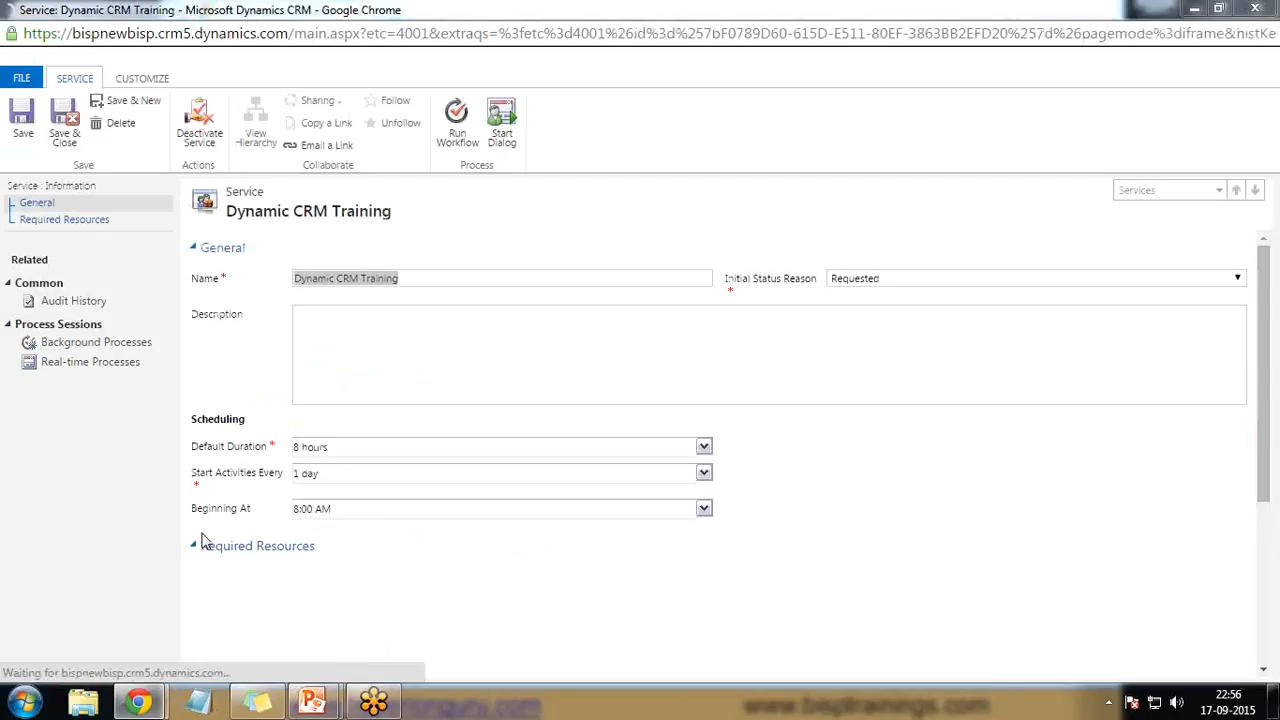 Service: Dynamic CRM Training - Microsoft Dynamics CRM - Google Chrome
https://bispnewbisp.crm5.dynamics.com/main.aspx?etc=4001&extraqs=%3fetc%3d4001%26id%3d%257bF0789D60-615D-E511-80EF-3863BB2EFD20%257d%26pagemode%3diframe&histKe
FILE SERVICE CUSTOMIZE
Save
Save & Close
Save & New
Delete
Save
Deactivate Service
Actions
View Hierarchy
Sharing
Copy a Link
Email a Link
Follow
Unfollow
Collaborate
Run Workflow
Start Dialog
Process
Service : Information
General
Required Resources
Related
Common
Audit History
Process Sessions
Background Processes
Real-time Processes
Service
Dynamic CRM Training
Services
General
Name * Dynamic CRM Training
Initial Status Reason * Requested
Description
Scheduling
Default Duration * 8 hours
Start Activities Every * 1 day
Beginning At 8:00 AM
Required Resources
Waiting for bispnewbisp.crm5.dynamics.com...
www.bisptrainings.com
22:56
17-09-2015